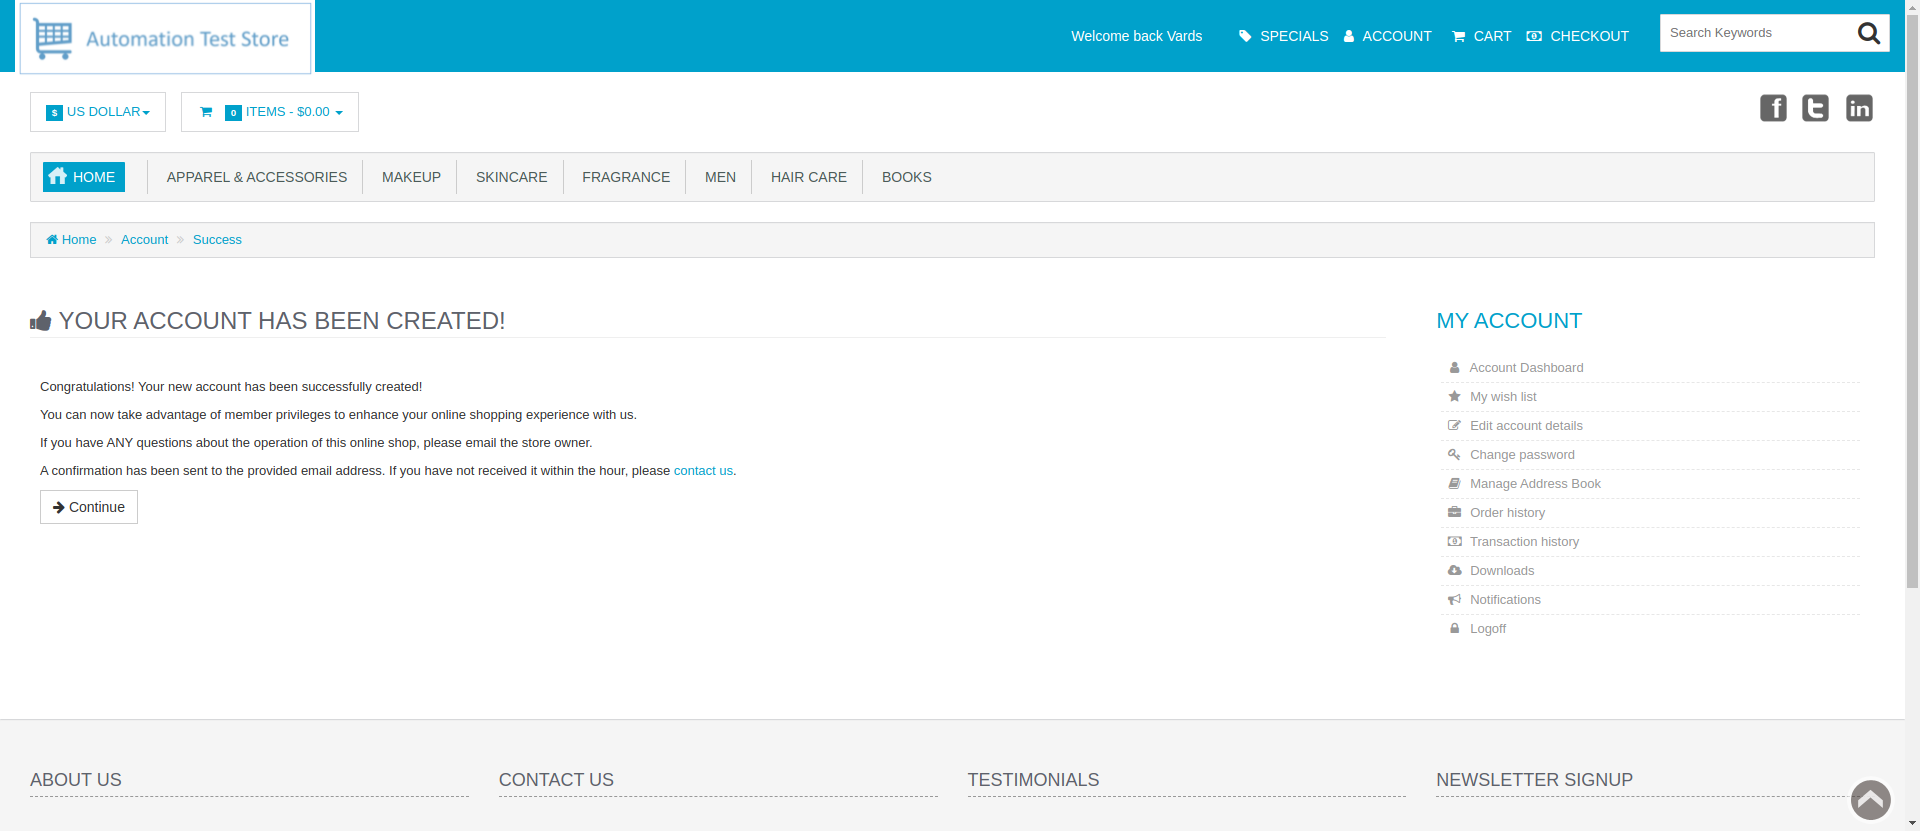 Automation Test Store
Welcome back Vards
SPECIALS
ACCOUNT
CART
CHECKOUT
Search Keywords
$ US DOLLAR
0 ITEMS - $0.00
HOME
APPAREL & ACCESSORIES
MAKEUP
SKINCARE
FRAGRANCE
MEN
HAIR CARE
BOOKS
Home » Account » Success
YOUR ACCOUNT HAS BEEN CREATED!
Congratulations! Your new account has been successfully created!
You can now take advantage of member privileges to enhance your online shopping experience with us.
If you have ANY questions about the operation of this online shop, please email the store owner.
A confirmation has been sent to the provided email address. If you have not received it within the hour, please contact us.
Continue
MY ACCOUNT
Account Dashboard
My wish list
Edit account details
Change password
Manage Address Book
Order history
Transaction history
Downloads
Notifications
Logoff
ABOUT US
CONTACT US
TESTIMONIALS
NEWSLETTER SIGNUP